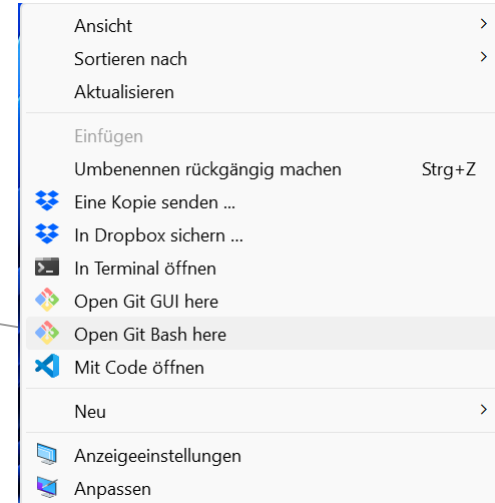 Ansicht
Sortieren nach
Aktualisieren
Einfügen
Umbenennen rückgängig machen Strg+Z
Eine Kopie senden ...
In Dropbox sichern ...
In Terminal öffnen
Open Git GUI here
Open Git Bash here
Mit Code öffnen
Neu
Anzeigeeinstellungen
Anpassen